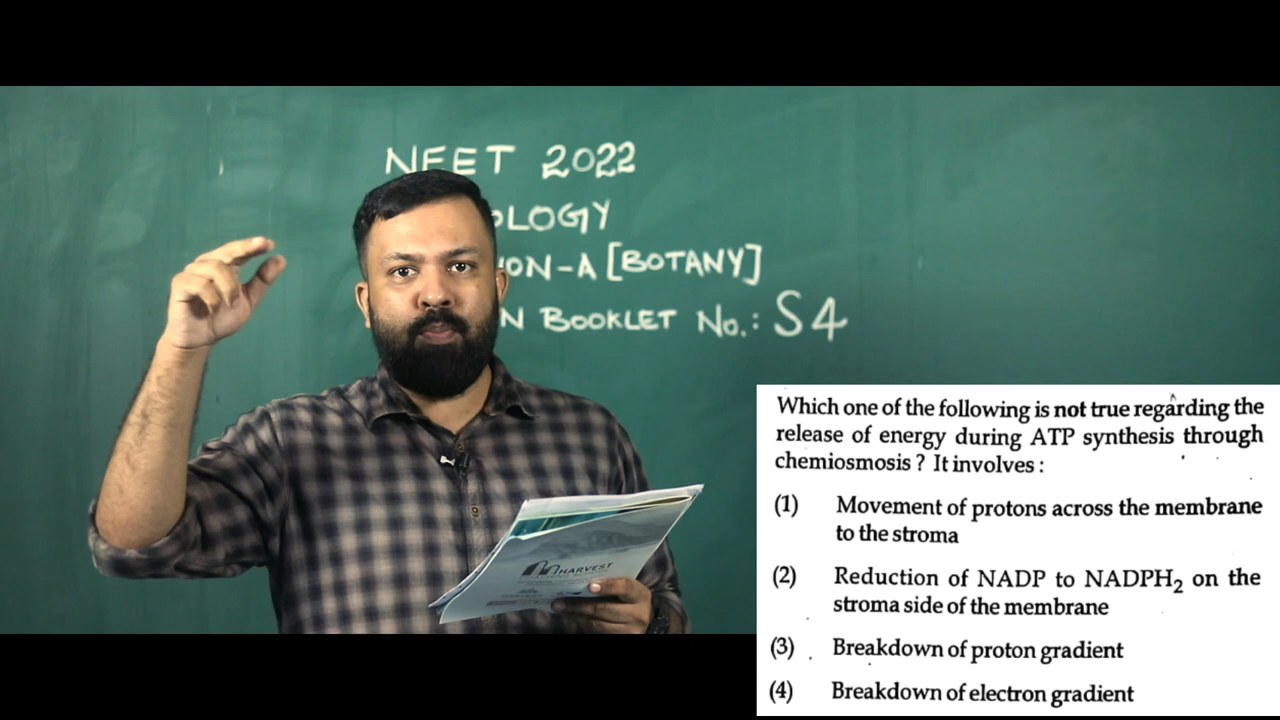 NEET 2022
OLOGY
ION-A [BOTANY]
N BOOKLET No.: S4
HARVEST
Which one of the following is not true regarding the
release of energy during ATP synthesis through
chemiosmosis ? It involves :
(1) Movement of protons across the membrane
to the stroma
(2) Reduction of NADP to NADPH₂ on the
stroma side of the membrane
(3) Breakdown of proton gradient
(4) Breakdown of electron gradient